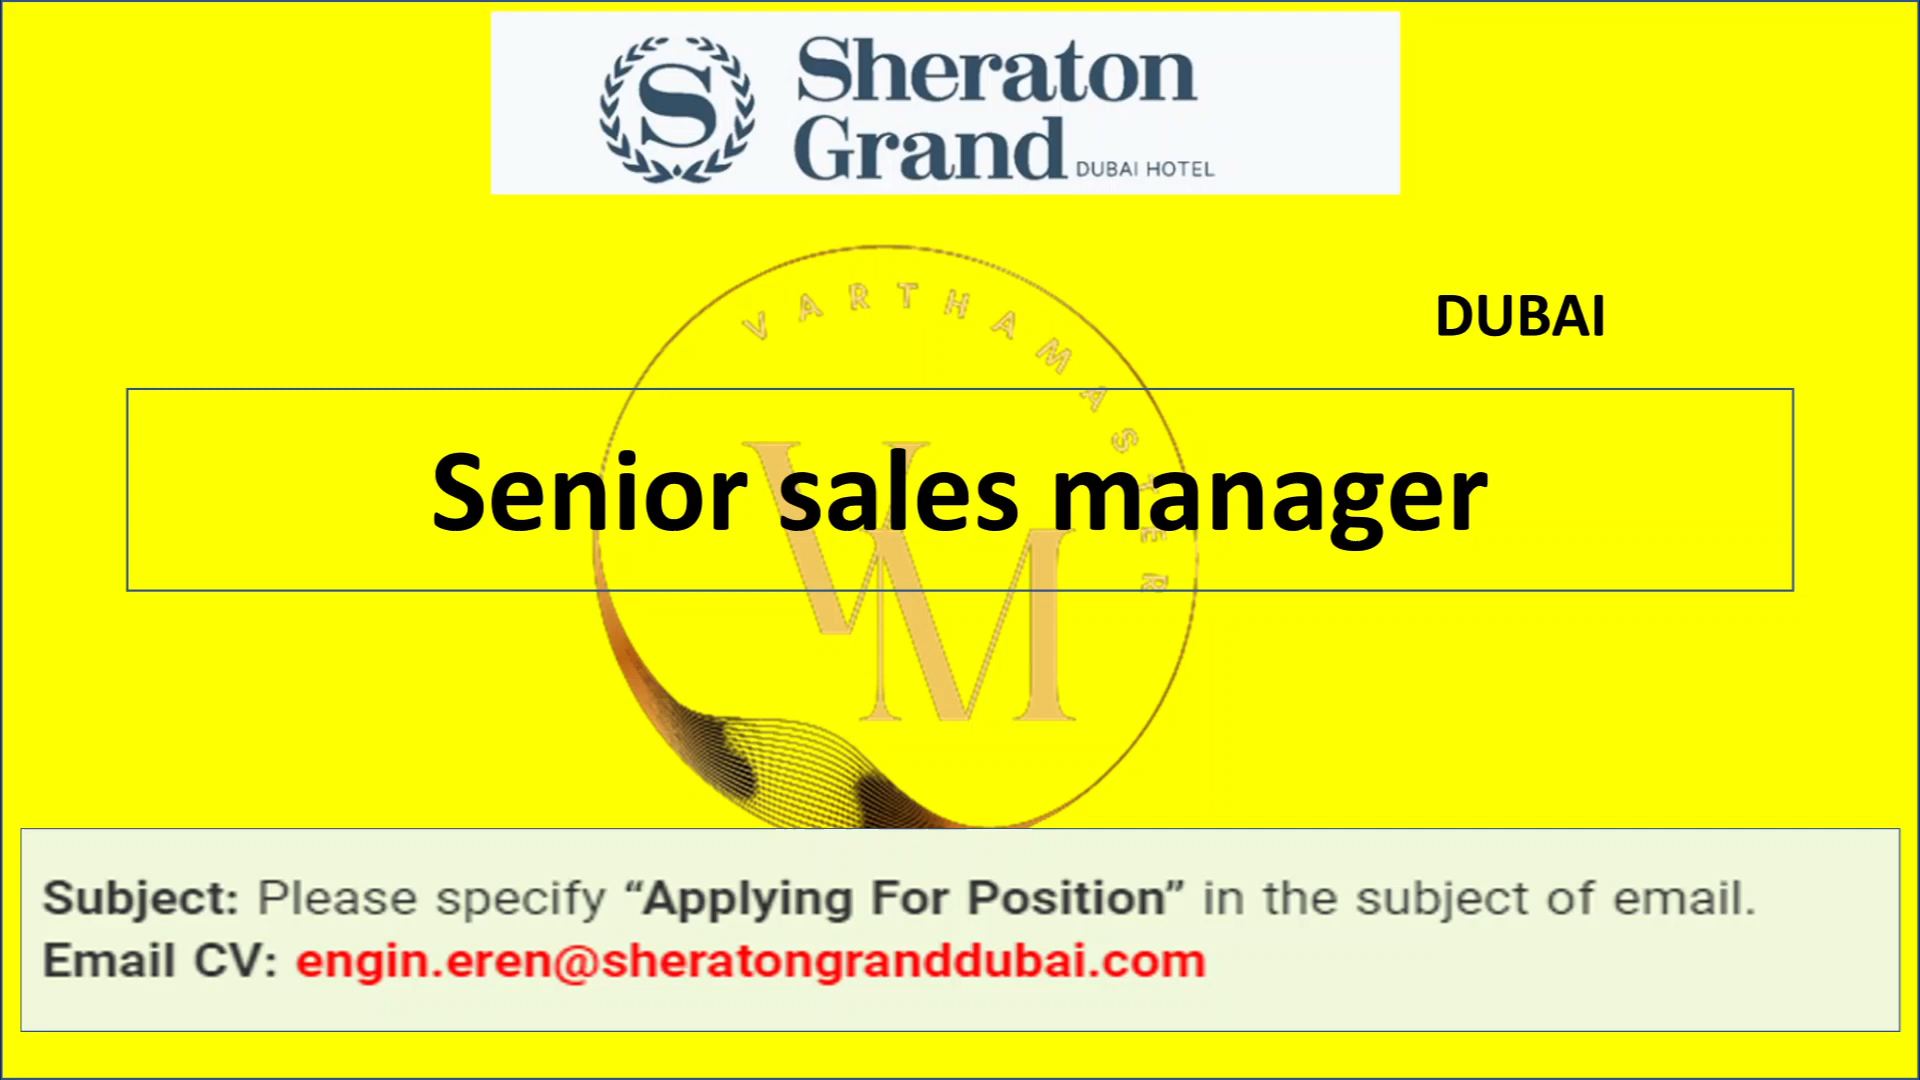 S
Sheraton
Grand DUBAI HOTEL
VARTHAMASTER
DUBAI
Senior sales manager
VM
Subject: Please specify “Applying For Position” in the subject of email.
Email CV: engin.eren@sheratongranddubai.com